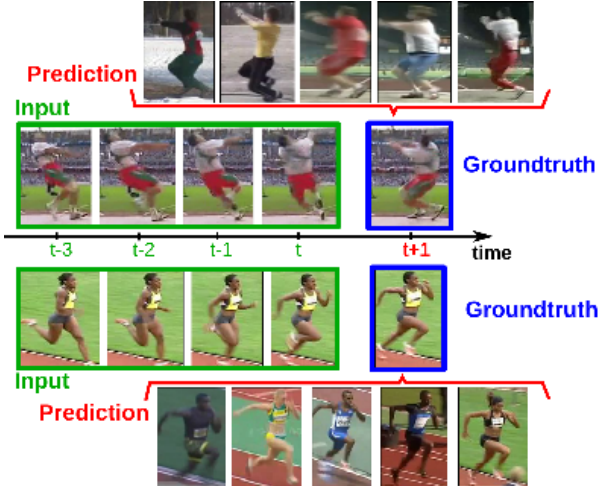 Prediction
Input
Groundtruth
t-3 t-2 t-1 t t+1 time
Groundtruth
Input
Prediction